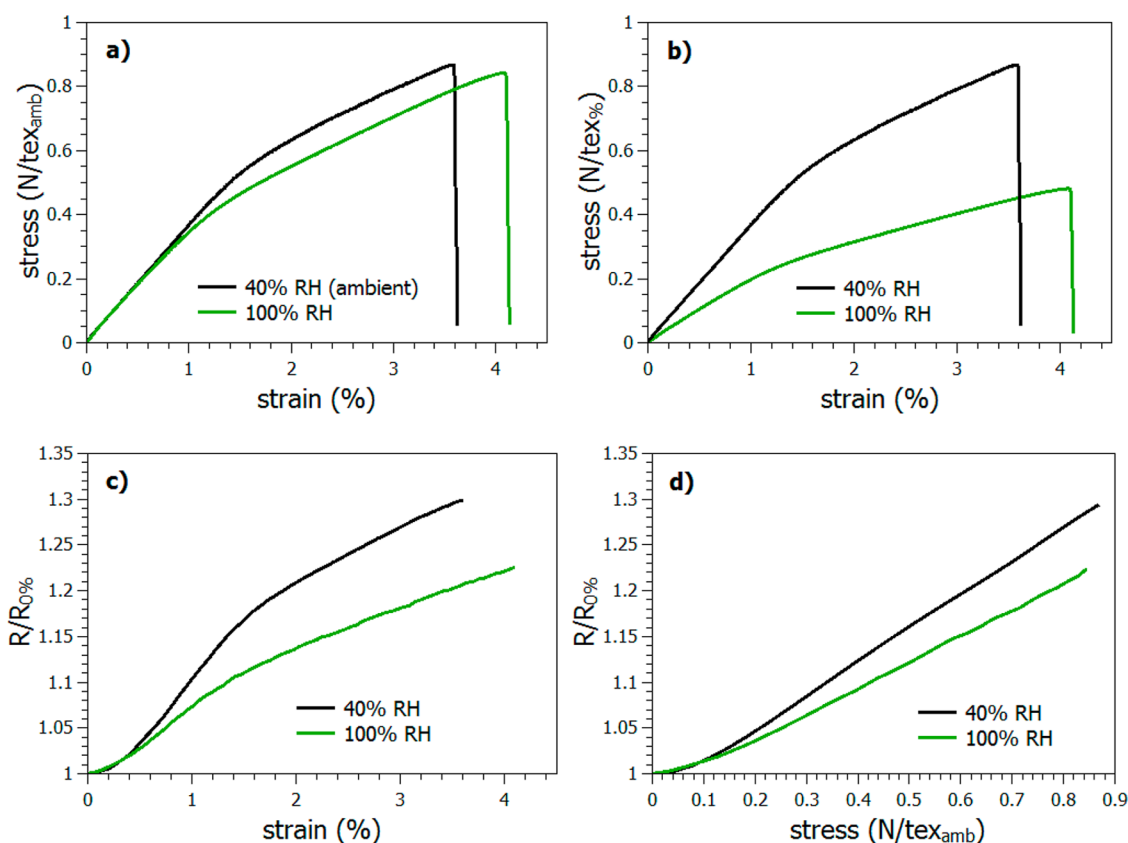 a)
1
0.8
0.6
0.4
0.2
0
stress (N/tex_amb)
40% RH (ambient)
100% RH
0 1 2 3 4
strain (%)
b)
1
0.8
0.6
0.4
0.2
0
stress (N/tex_%)
40% RH
100% RH
0 1 2 3 4
strain (%)
c)
1.35
1.3
1.25
1.2
1.15
1.1
1.05
1
R/R_0%
40% RH
100% RH
0 1 2 3 4
strain (%)
d)
1.35
1.3
1.25
1.2
1.15
1.1
1.05
1
R/R_0%
40% RH
100% RH
0 0.1 0.2 0.3 0.4 0.5 0.6 0.7 0.8 0.9
stress (N/tex_amb)